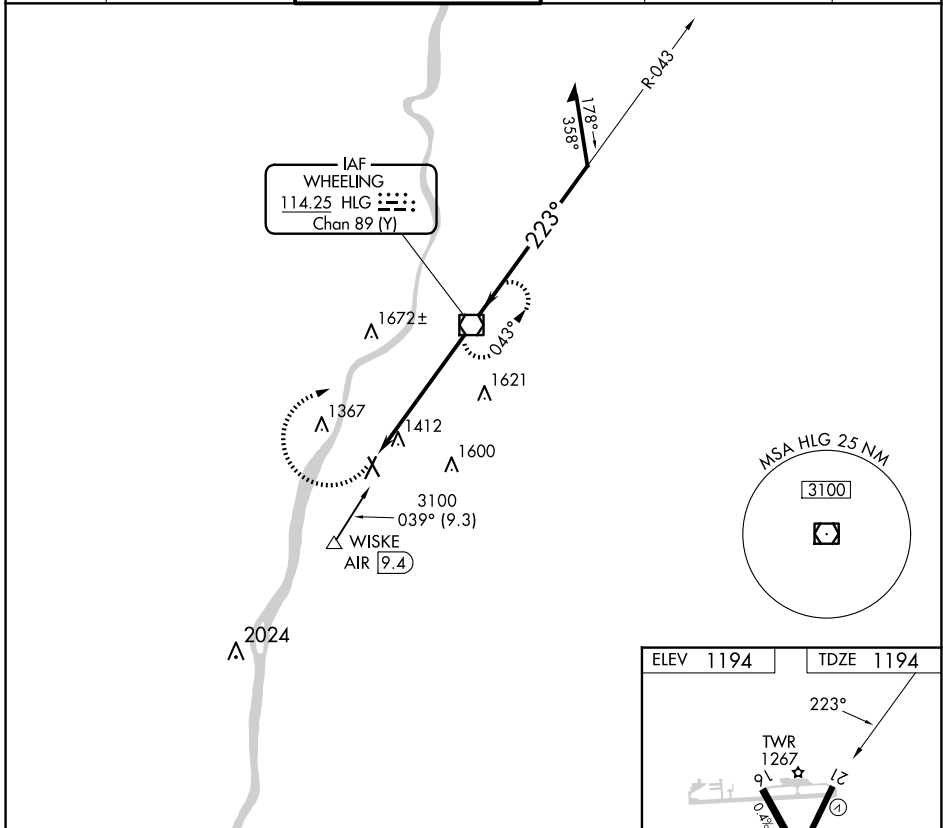 R-043
178°
358°
IAF
WHEELING
114.25 HLG
Chan 89 (Y)
223°
1672±
043°
1621
1367
1412
1600
3100
039° (9.3)
WISKE
AIR 9.4
MSA HLG 25 NM
3100
2024
ELEV 1194
TDZE 1194
223°
TWR
1267
16
21
0.4%